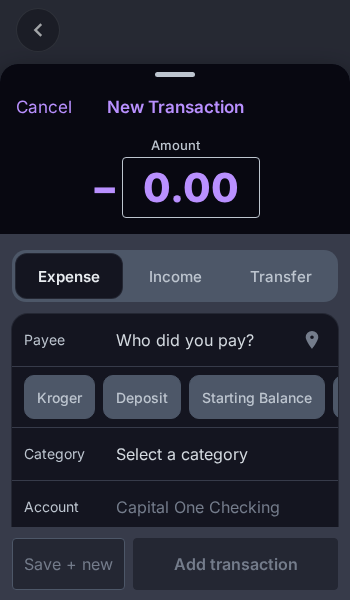 Cancel New Transaction
Amount
– 0.00
Expense Income Transfer
Payee Who did you pay?
Kroger Deposit Starting Balance
Category Select a category
Account Capital One Checking
Save + new Add transaction